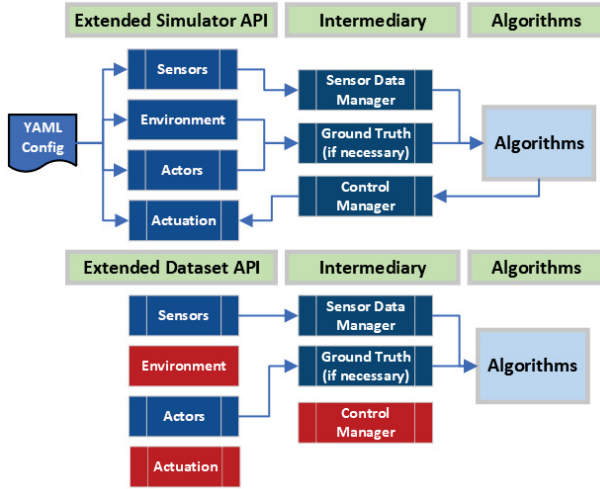 Extended Simulator API
Intermediary
Algorithms
YAML
Config
Sensors
Environment
Actors
Actuation
Sensor Data
Manager
Ground Truth
(if necessary)
Control
Manager
Algorithms
Extended Dataset API
Intermediary
Algorithms
Sensors
Environment
Actors
Actuation
Sensor Data
Manager
Ground Truth
(if necessary)
Control
Manager
Algorithms